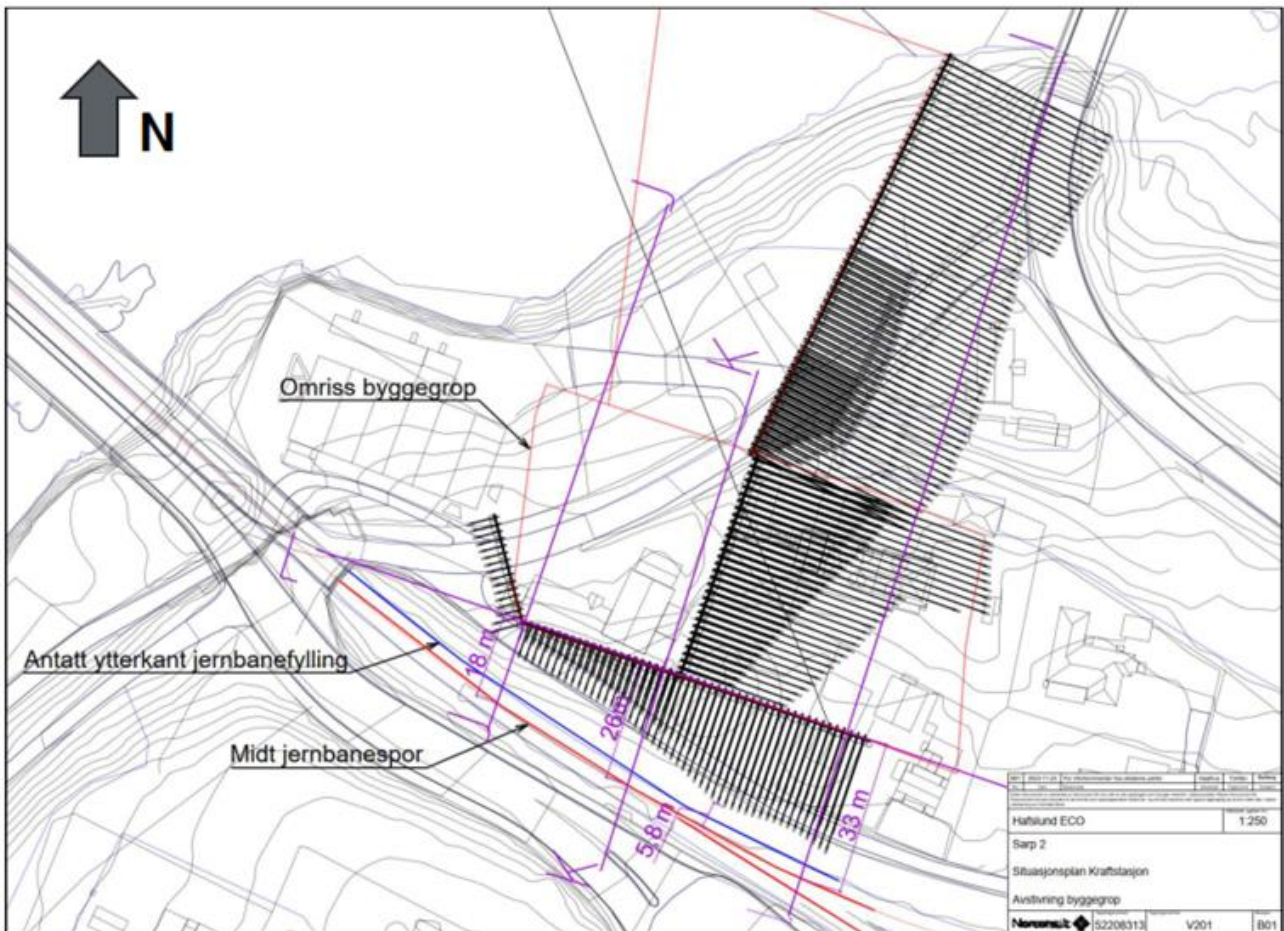 N
J
K
Omriss byggegrop
Antatt ytterkant jernbanefylling
18 m
26m
Midt jernbanespor
5.8 m
33 m
K
Hafslund ECO
1:250
Sarp 2
Situasjonsplan Kraftstasjon
Avstivning byggegrop
Norconsult
52208313
V201
B01